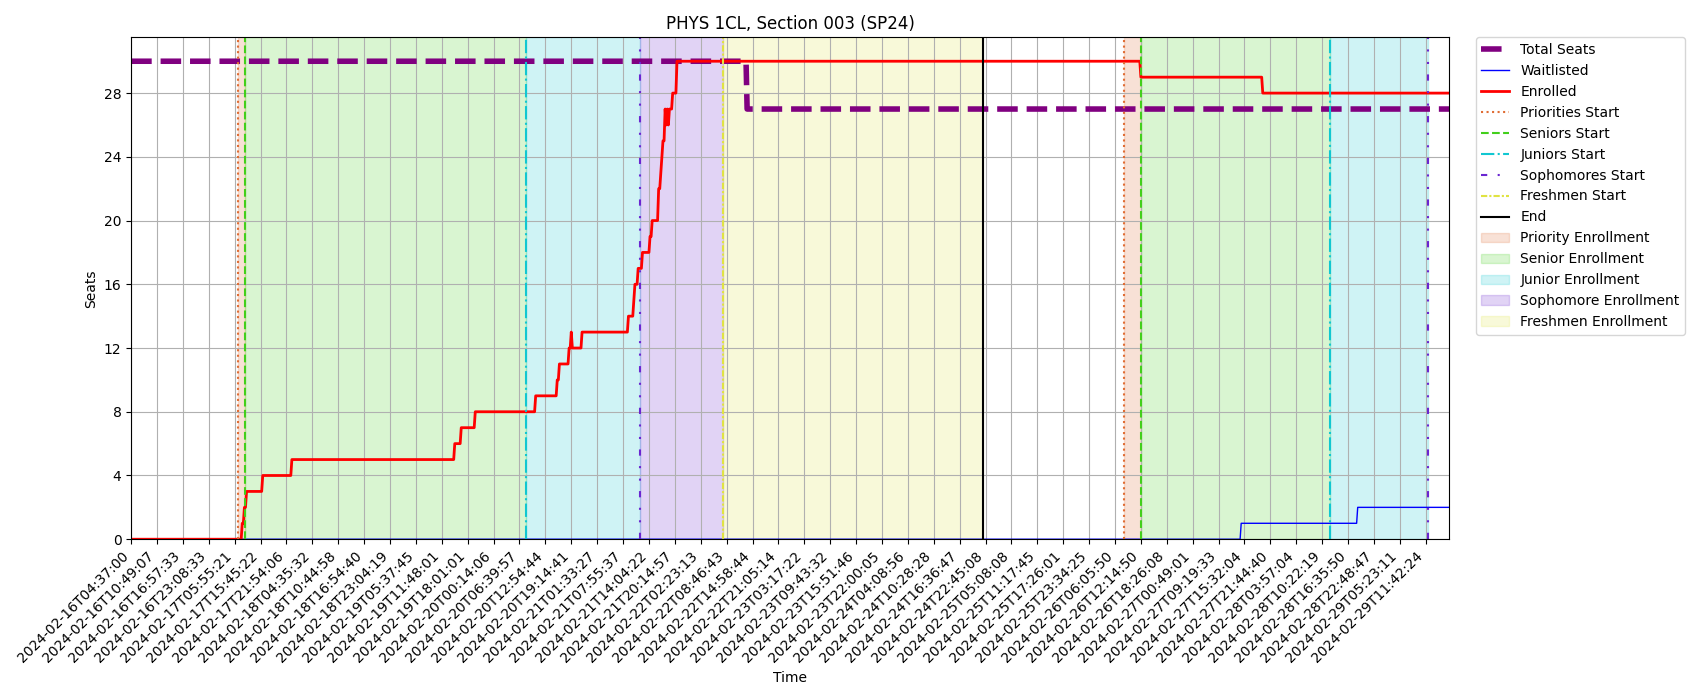 PHYS 1CL, Section 003 (SP24)
Seats
28
24
20
16
12
8
4
0
2024-02-16T04:37:00
2024-02-16T10:49:07
2024-02-16T16:57:33
2024-02-16T23:08:33
2024-02-17T05:55:21
2024-02-17T15:45:22
2024-02-17T21:54:06
2024-02-18T04:35:32
2024-02-18T10:44:58
2024-02-18T16:54:40
2024-02-18T23:04:19
2024-02-19T05:37:45
2024-02-19T11:48:01
2024-02-19T18:01:01
2024-02-20T00:14:06
2024-02-20T06:39:57
2024-02-20T12:54:44
2024-02-20T19:14:41
2024-02-21T01:33:27
2024-02-21T07:55:37
2024-02-21T14:04:22
2024-02-21T20:14:57
2024-02-22T02:23:13
2024-02-22T08:46:43
2024-02-22T14:58:44
2024-02-22T21:05:14
2024-02-23T03:17:22
2024-02-23T09:43:32
2024-02-23T15:51:46
2024-02-23T22:00:05
2024-02-24T04:08:56
2024-02-24T10:28:28
2024-02-24T16:36:47
2024-02-24T22:45:08
2024-02-25T05:08:08
2024-02-25T11:17:45
2024-02-25T17:26:01
2024-02-25T23:34:25
2024-02-26T06:05:50
2024-02-26T12:14:50
2024-02-26T18:26:08
2024-02-27T00:49:01
2024-02-27T09:19:33
2024-02-27T15:32:04
2024-02-27T21:44:40
2024-02-28T03:57:04
2024-02-28T10:22:19
2024-02-28T16:35:50
2024-02-28T22:48:47
2024-02-29T05:23:11
2024-02-29T11:42:24
Time
Total Seats
Waitlisted
Enrolled
Priorities Start
Seniors Start
Juniors Start
Sophomores Start
Freshmen Start
End
Priority Enrollment
Senior Enrollment
Junior Enrollment
Sophomore Enrollment
Freshmen Enrollment